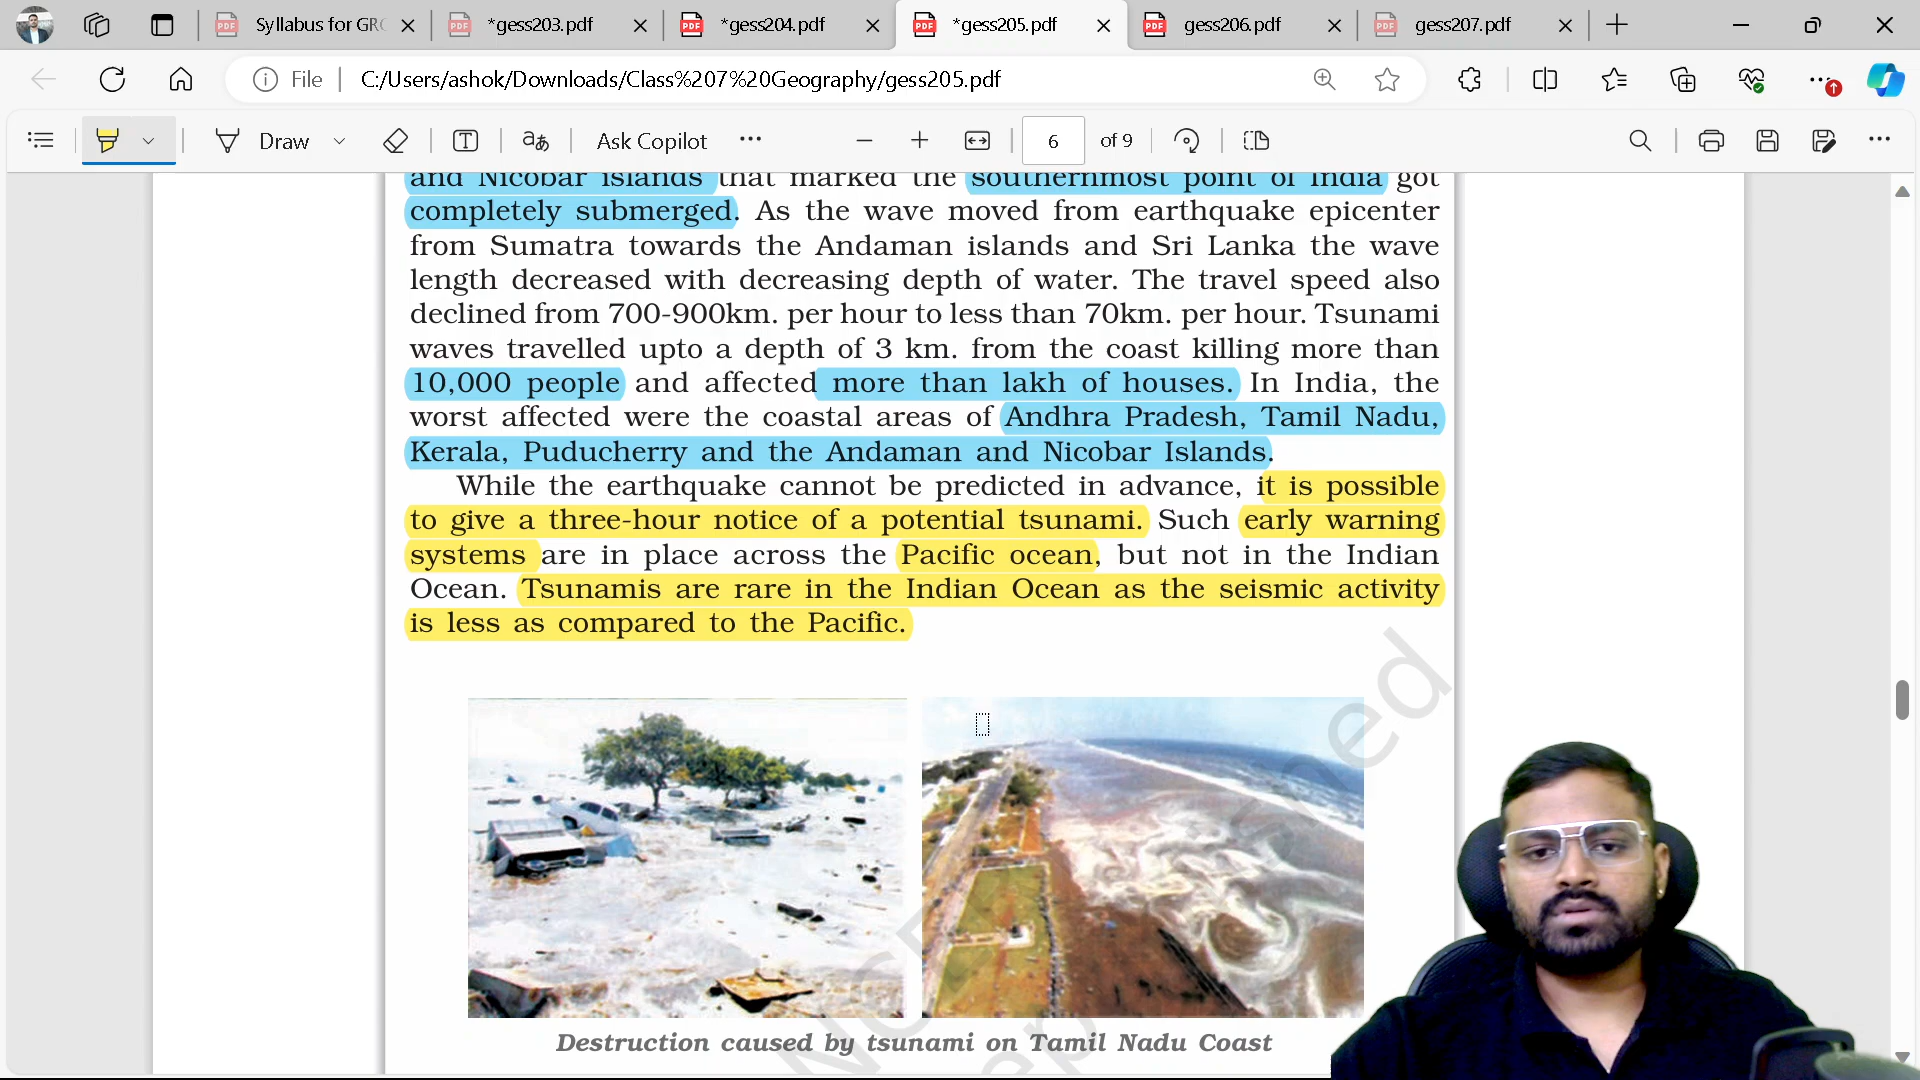 Syllabus for GRO
*gess203.pdf
*gess204.pdf
*gess205.pdf
gess206.pdf
gess207.pdf
File
C:/Users/ashok/Downloads/Class%207%20Geography/gess205.pdf
Draw
Ask Copilot
6
of 9
and Nicobar islands that marked the southernmost point of India got
completely submerged. As the wave moved from earthquake epicenter
from Sumatra towards the Andaman islands and Sri Lanka the wave
length decreased with decreasing depth of water. The travel speed also
declined from 700-900km. per hour to less than 70km. per hour. Tsunami
waves travelled upto a depth of 3 km. from the coast killing more than
10,000 people and affected more than lakh of houses. In India, the
worst affected were the coastal areas of Andhra Pradesh, Tamil Nadu,
Kerala, Puducherry and the Andaman and Nicobar Islands.
While the earthquake cannot be predicted in advance, it is possible
to give a three-hour notice of a potential tsunami. Such early warning
systems are in place across the Pacific ocean, but not in the Indian
Ocean. Tsunamis are rare in the Indian Ocean as the seismic activity
is less as compared to the Pacific.
Destruction caused by tsunami on Tamil Nadu Coast